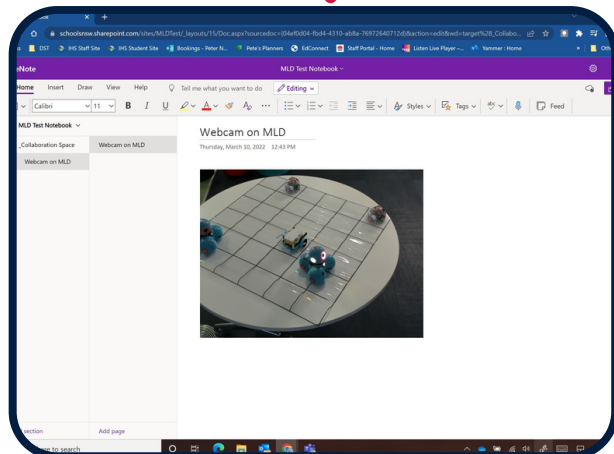 schoolsnsw.sharepoint.com/sites/MLDTest/_layouts/15/Doc.aspx?sourcedoc={04ef0d04-fbd4-4310-ab8a-76972640712d}&action=edit&wd=target%28_Collabo...
DST IHS Staff Site IHS Student Site Bookings - Peter N... Pete's Planners EdConnect Staff Portal - Home Listen Live Player –... Yammer : Home
eNote MLD Test Notebook
Home Insert Draw View Help Tell me what you want to do Editing
Calibri 11 B I U A Styles Tags Feed
MLD Test Notebook
_Collaboration Space
Webcam on MLD
Webcam on MLD
Webcam on MLD
Thursday, March 10, 2022 12:43 PM
section Add page
here to search